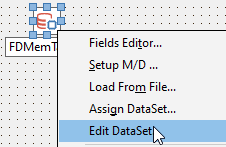 Fields Editor...
FDMemT
Setup M/D ...
Load From File...
Assign DataSet...
Edit DataSet